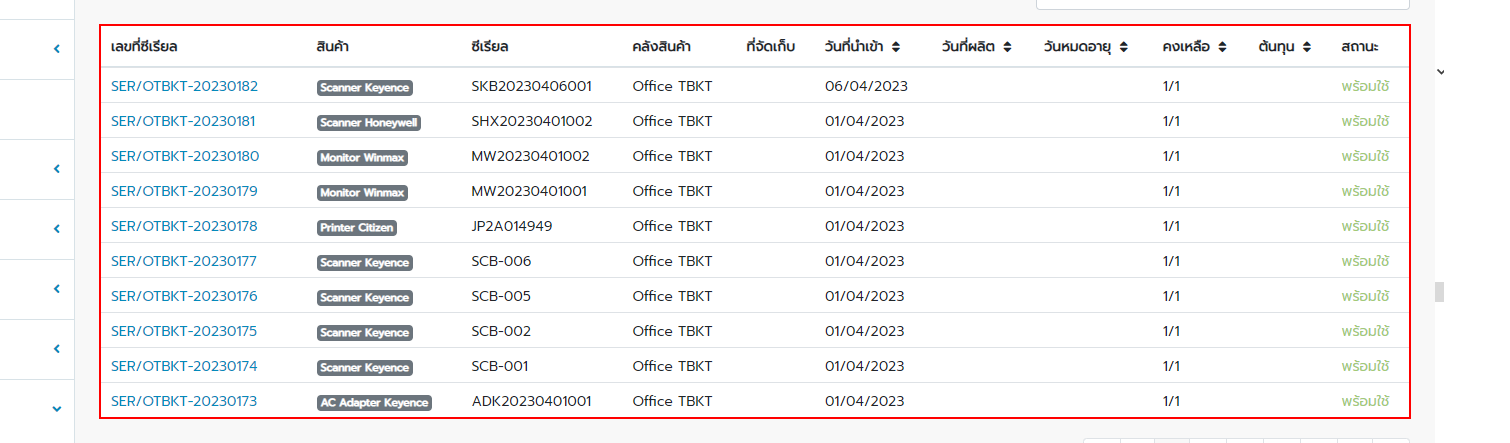 เลขที่ซีเรียล สินค้า ซีเรียล คลังสินค้า ที่จัดเก็บ วันที่นำเข้า วันที่ผลิต วันหมดอายุ คงเหลือ ต้นทุน สถานะ
SER/OTBKT-20230182 Scanner Keyence SKB20230406001 Office TBKT 06/04/2023 1/1 พร้อมใช้
SER/OTBKT-20230181 Scanner Honeywell SHX20230401002 Office TBKT 01/04/2023 1/1 พร้อมใช้
SER/OTBKT-20230180 Monitor Winmax MW20230401002 Office TBKT 01/04/2023 1/1 พร้อมใช้
SER/OTBKT-20230179 Monitor Winmax MW20230401001 Office TBKT 01/04/2023 1/1 พร้อมใช้
SER/OTBKT-20230178 Printer Citizen JP2A014949 Office TBKT 01/04/2023 1/1 พร้อมใช้
SER/OTBKT-20230177 Scanner Keyence SCB-006 Office TBKT 01/04/2023 1/1 พร้อมใช้
SER/OTBKT-20230176 Scanner Keyence SCB-005 Office TBKT 01/04/2023 1/1 พร้อมใช้
SER/OTBKT-20230175 Scanner Keyence SCB-002 Office TBKT 01/04/2023 1/1 พร้อมใช้
SER/OTBKT-20230174 Scanner Keyence SCB-001 Office TBKT 01/04/2023 1/1 พร้อมใช้
SER/OTBKT-20230173 AC Adapter Keyence ADK20230401001 Office TBKT 01/04/2023 1/1 พร้อมใช้